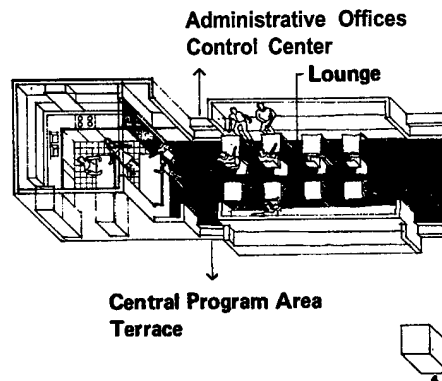 Administrative Offices
Control Center
Lounge
Central Program Area
Terrace